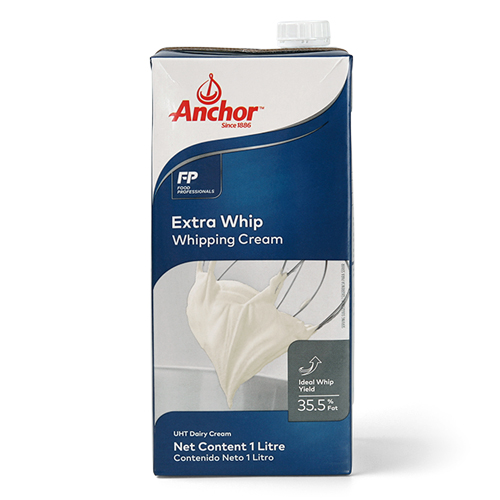 Anchor™
Since 1886
FP
FOOD
PROFESSIONALS
Extra Whip
Whipping Cream
Ideal Whip
Yield
35.5% Fat
UHT Dairy Cream
Net Content 1 Litre
Contenido Neto 1 Litro